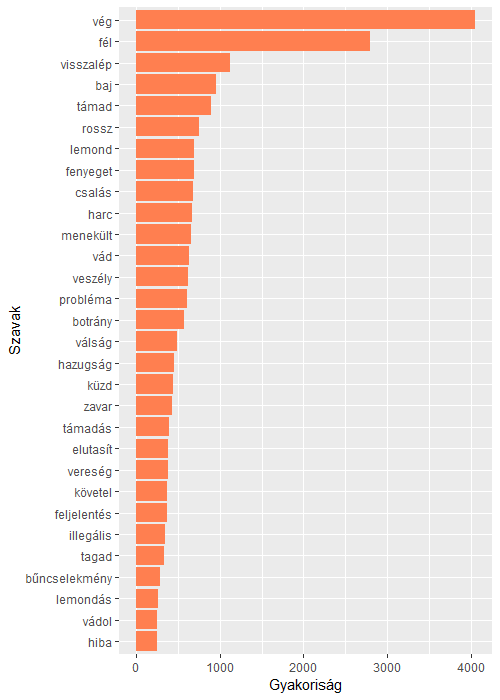 vég
fél
visszalép
baj
támad
rossz
lemond
fenyeget
csalás
harc
menekült
vád
veszély
probléma
botrány
válság
hazugság
küzd
zavar
támadás
elutasít
vereség
követel
feljelentés
illegális
tagad
bűncselekmény
lemondás
vádol
hiba
Szavak
0 1000 2000 3000 4000
Gyakoriság